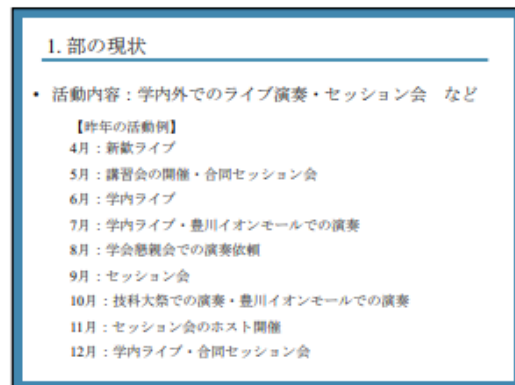 1. 部の現状
• 活動内容：学内外でのライブ演奏・セッション会　など
【昨年の活動例】
4月：新歓ライブ
5月：講習会の開催・合同セッション会
6月：学内ライブ
7月：学内ライブ・豊川イオンモールでの演奏
8月：学会懇親会での演奏依頼
9月：セッション会
10月：技科大祭での演奏・豊川イオンモールでの演奏
11月：セッション会のホスト開催
12月：学内ライブ・合同セッション会